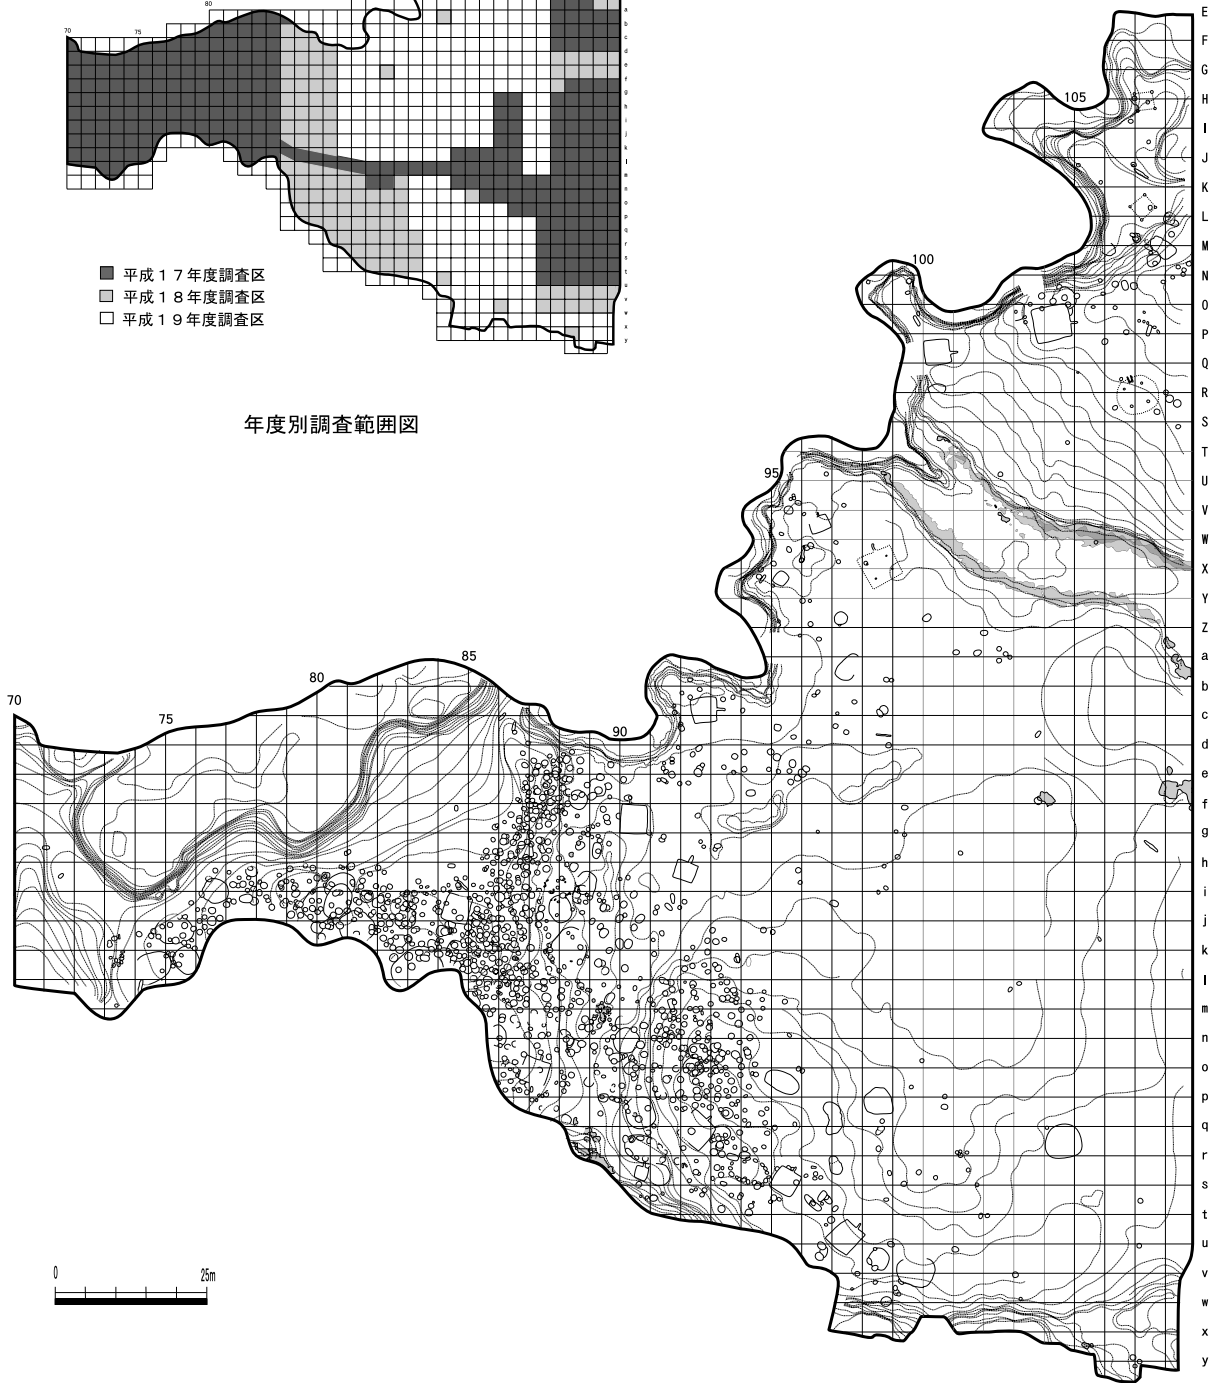 80
75
70
a
b
c
d
e
f
g
h
i
j
k
l
m
n
o
p
q
r
s
t
u
v
w
x
y
平成17年度調査区
平成18年度調査区
平成19年度調査区
年度別調査範囲図
E
F
G
105
H
I
J
K
L
M
100
N
O
P
Q
R
S
T
95
U
V
W
X
Y
Z
85
a
80
b
70
75
c
90
d
e
f
g
h
i
j
k
l
m
n
o
p
q
r
s
t
u
0 25m
v
w
x
y